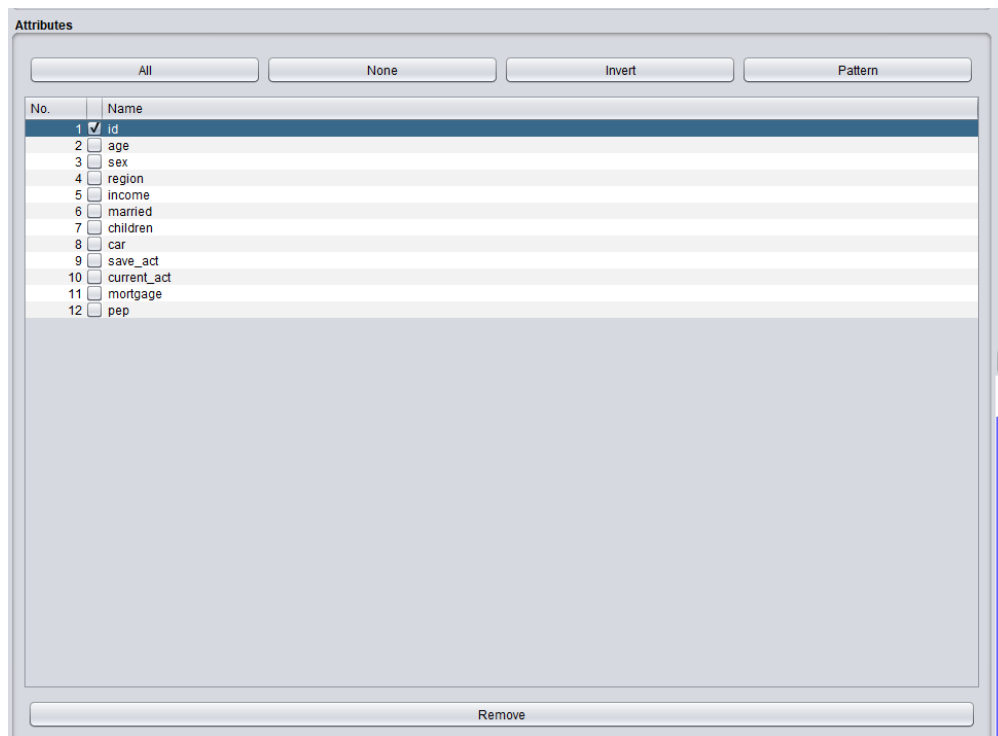 Attributes
All None Invert Pattern
No. Name
1 id
2 age
3 sex
4 region
5 income
6 married
7 children
8 car
9 save_act
10 current_act
11 mortgage
12 pep
Remove